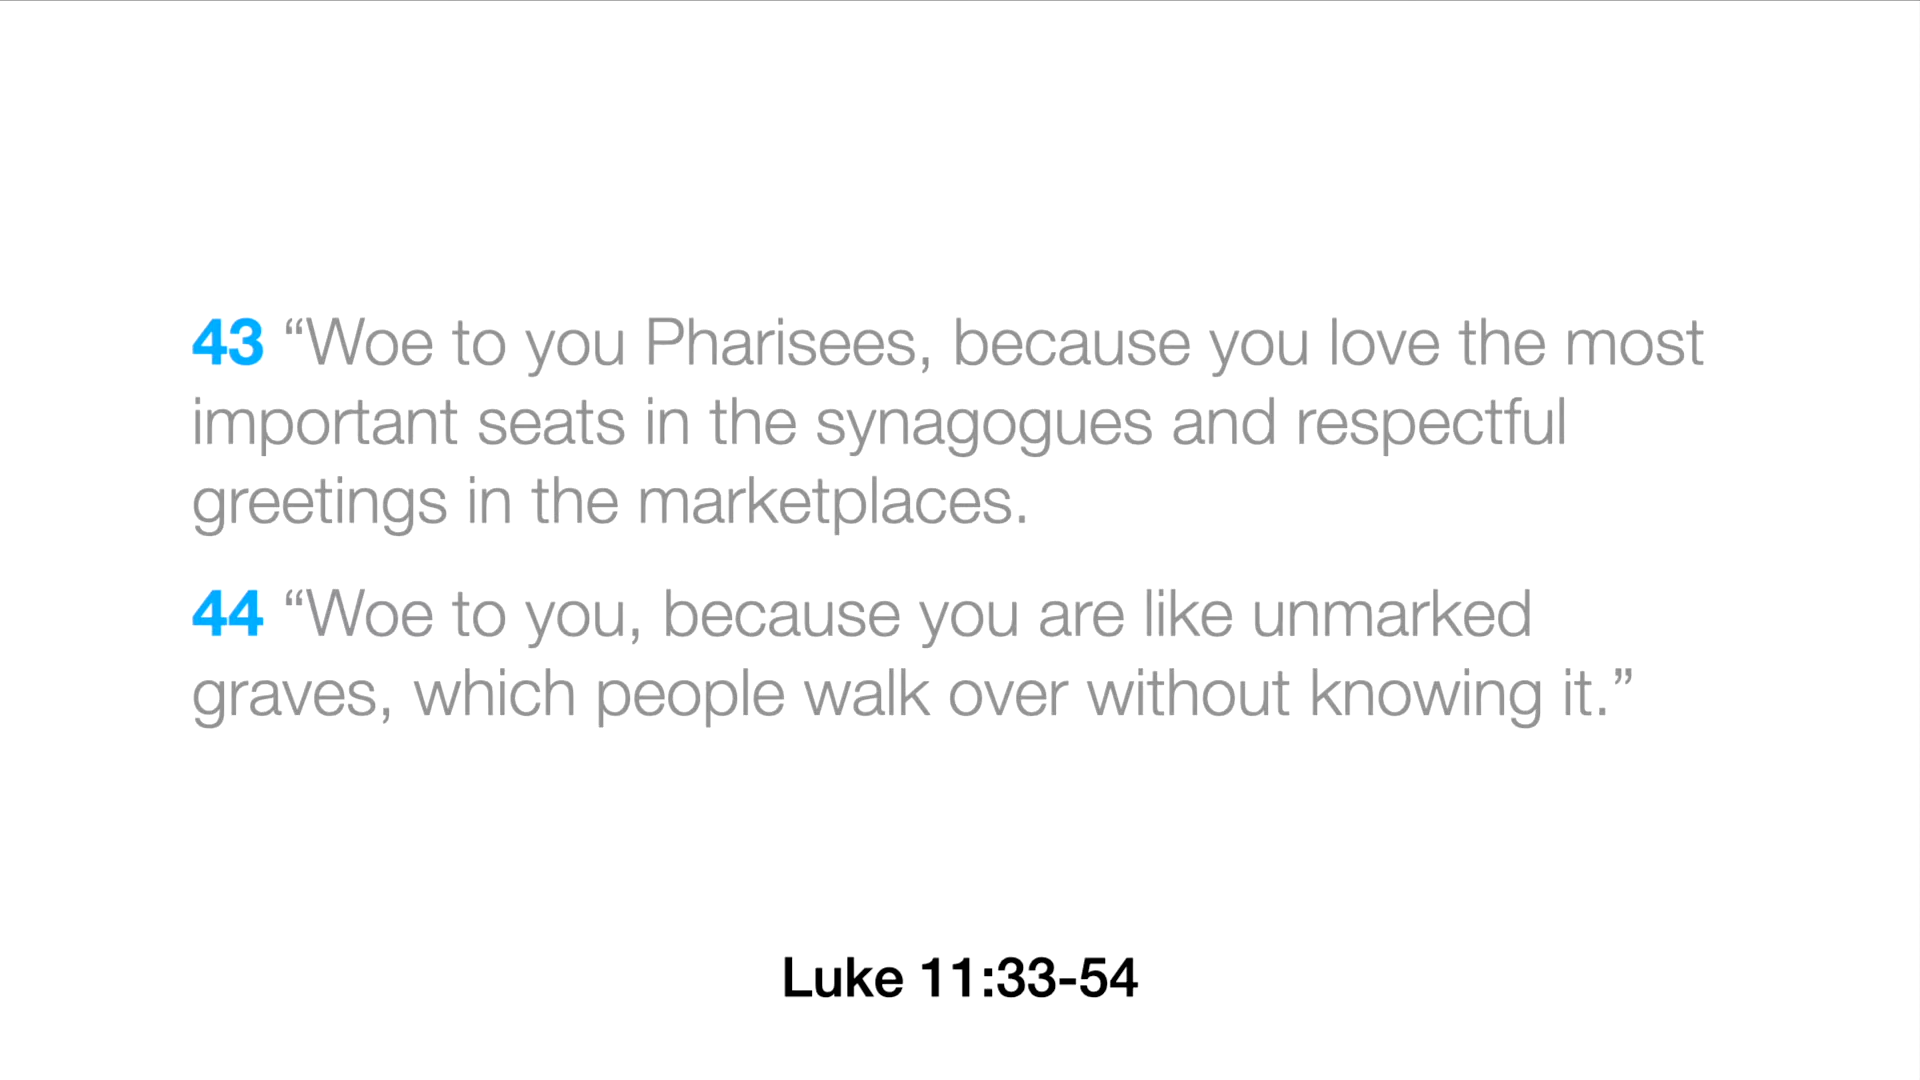 43 “Woe to you Pharisees, because you love the most
important seats in the synagogues and respectful
greetings in the marketplaces.
44 “Woe to you, because you are like unmarked
graves, which people walk over without knowing it.”
Luke 11:33-54